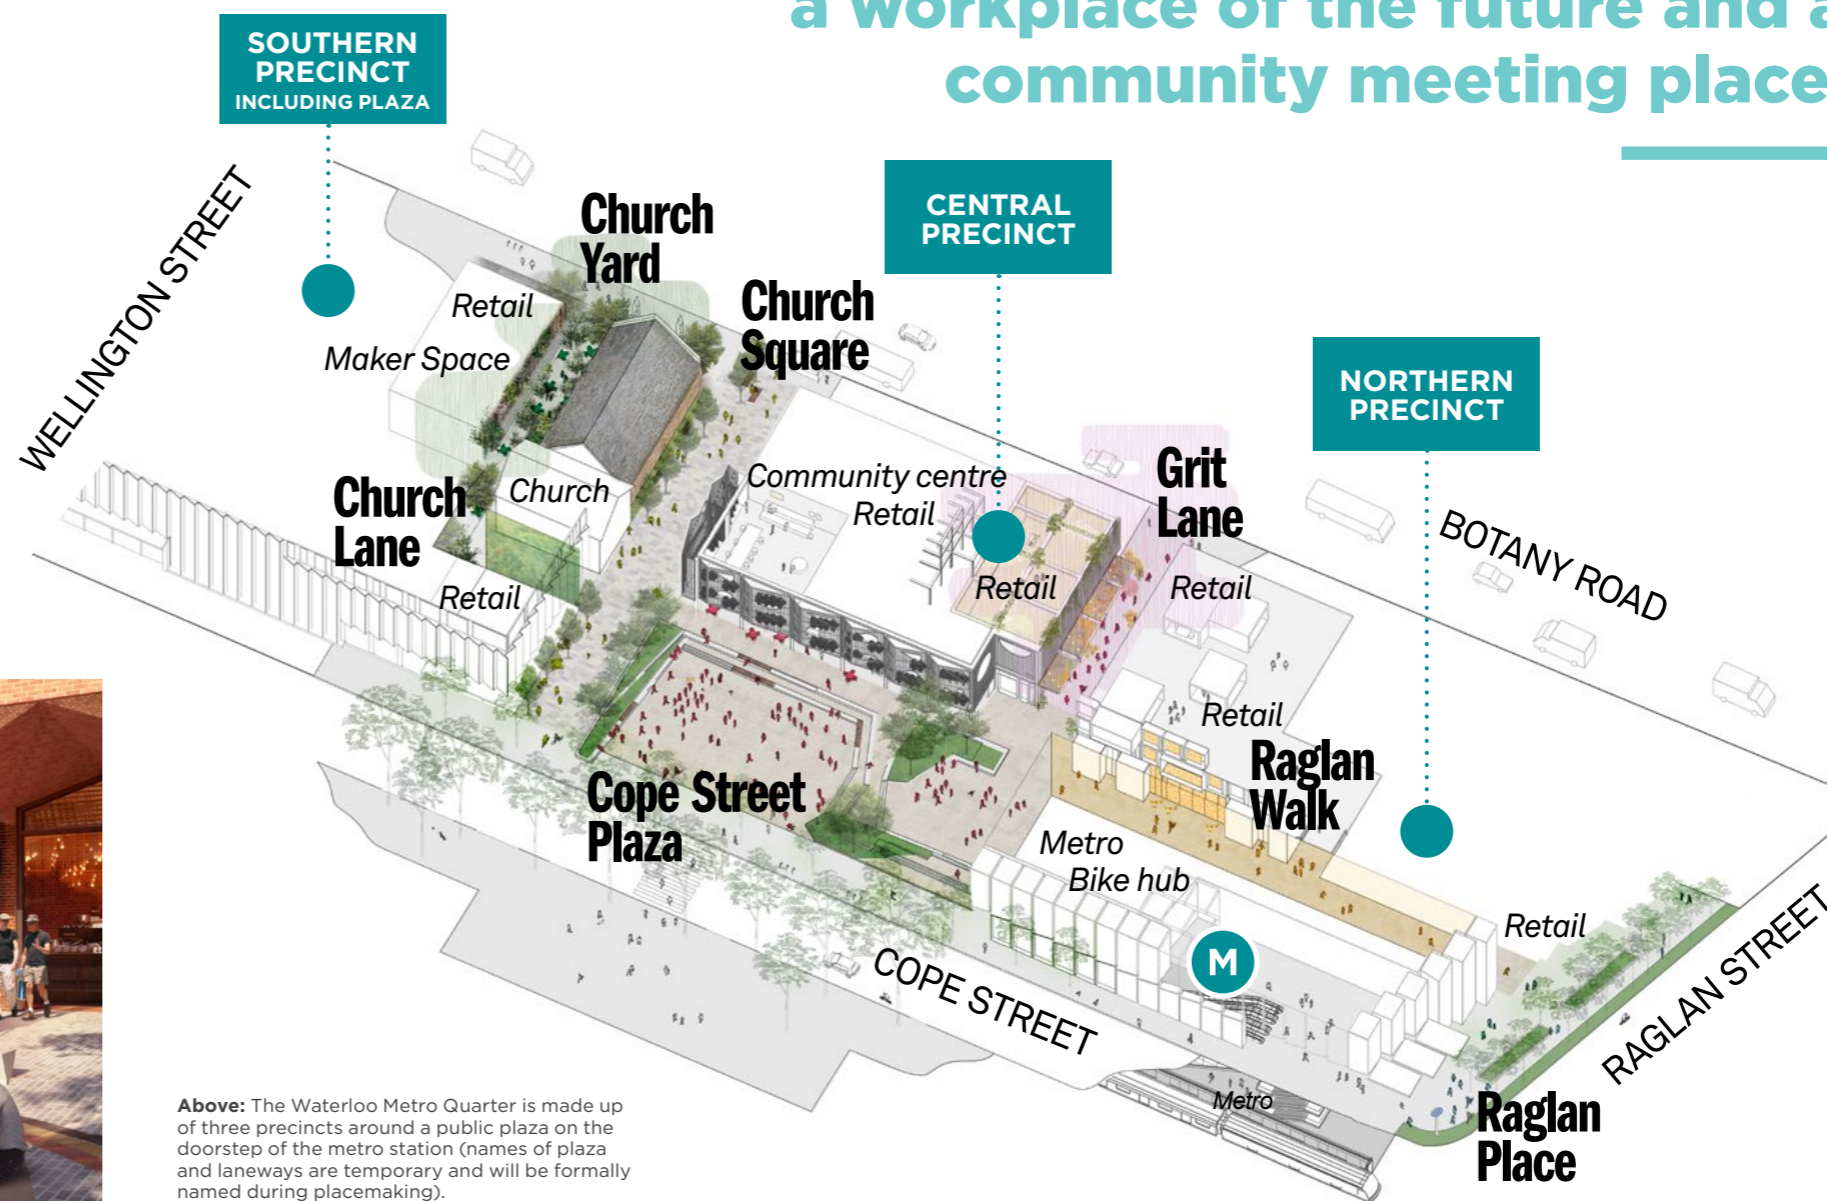 a workplace of the future and a
community meeting place
SOUTHERN
PRECINCT
INCLUDING PLAZA
CENTRAL
PRECINCT
NORTHERN
PRECINCT
WELLINGTON STREET
Church
Yard
Retail
Maker Space
Church
Square
Church
Lane
Church
Retail
Community centre
Retail
Retail
Grit
Lane
Retail
BOTANY ROAD
Retail
Raglan
Walk
Cope Street
Plaza
Metro
Bike hub
M
Retail
COPE STREET
RAGLAN STREET
Metro
Raglan
Place
Above: The Waterloo Metro Quarter is made up
of three precincts around a public plaza on the
doorstep of the metro station (names of plaza
and laneways are temporary and will be formally
named during placemaking).